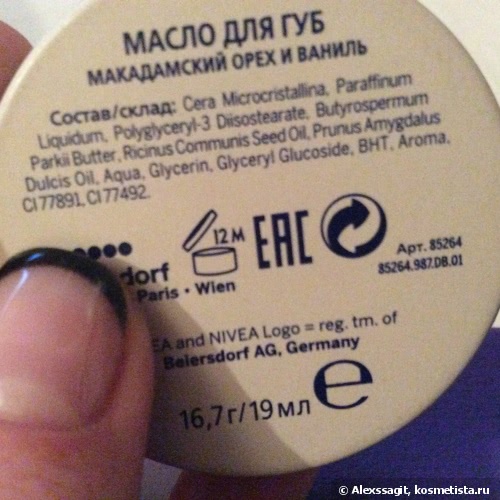 МАСЛО ДЛЯ ГУБ
МАКАДАМСКИЙ ОРЕХ И ВАНИЛЬ
Состав/склад: Cera Microcristallina, Paraffinum
Liquidum, Polyglyceryl-3 Diisostearate, Butyrospermum
Parkii Butter, Ricinus Communis Seed Oil, Prunus Amygdalus
Dulcis Oil, Aqua, Glycerin, Glyceryl Glucoside, BHT, Aroma,
CI 77891, CI 77492.
12 M
EAC
Арт. 85264
85264.987.DB.01
dorf
Paris • Wien
EA and NIVEA Logo = reg. tm. of
Beiersdorf AG, Germany
16,7г/19мл e
© Alexssagit, kosmetista.ru